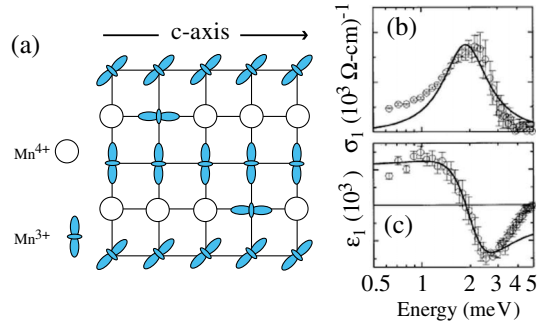 (a)
c-axis
Mn4+
Mn3+
(b)
σ₁ (10³ Ω-cm)⁻¹
(c)
ε₁ (10³)
0.5 1 2 3 4 5
Energy (meV)